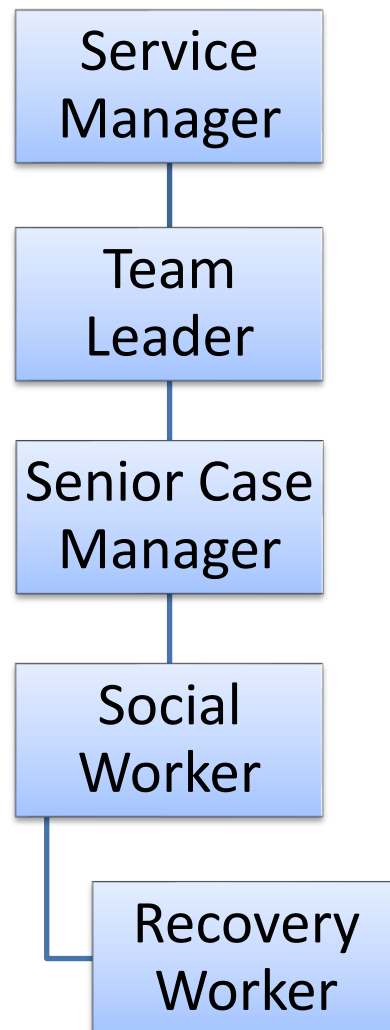 Service
Manager
Team
Leader
Senior Case
Manager
Social
Worker
Recovery
Worker